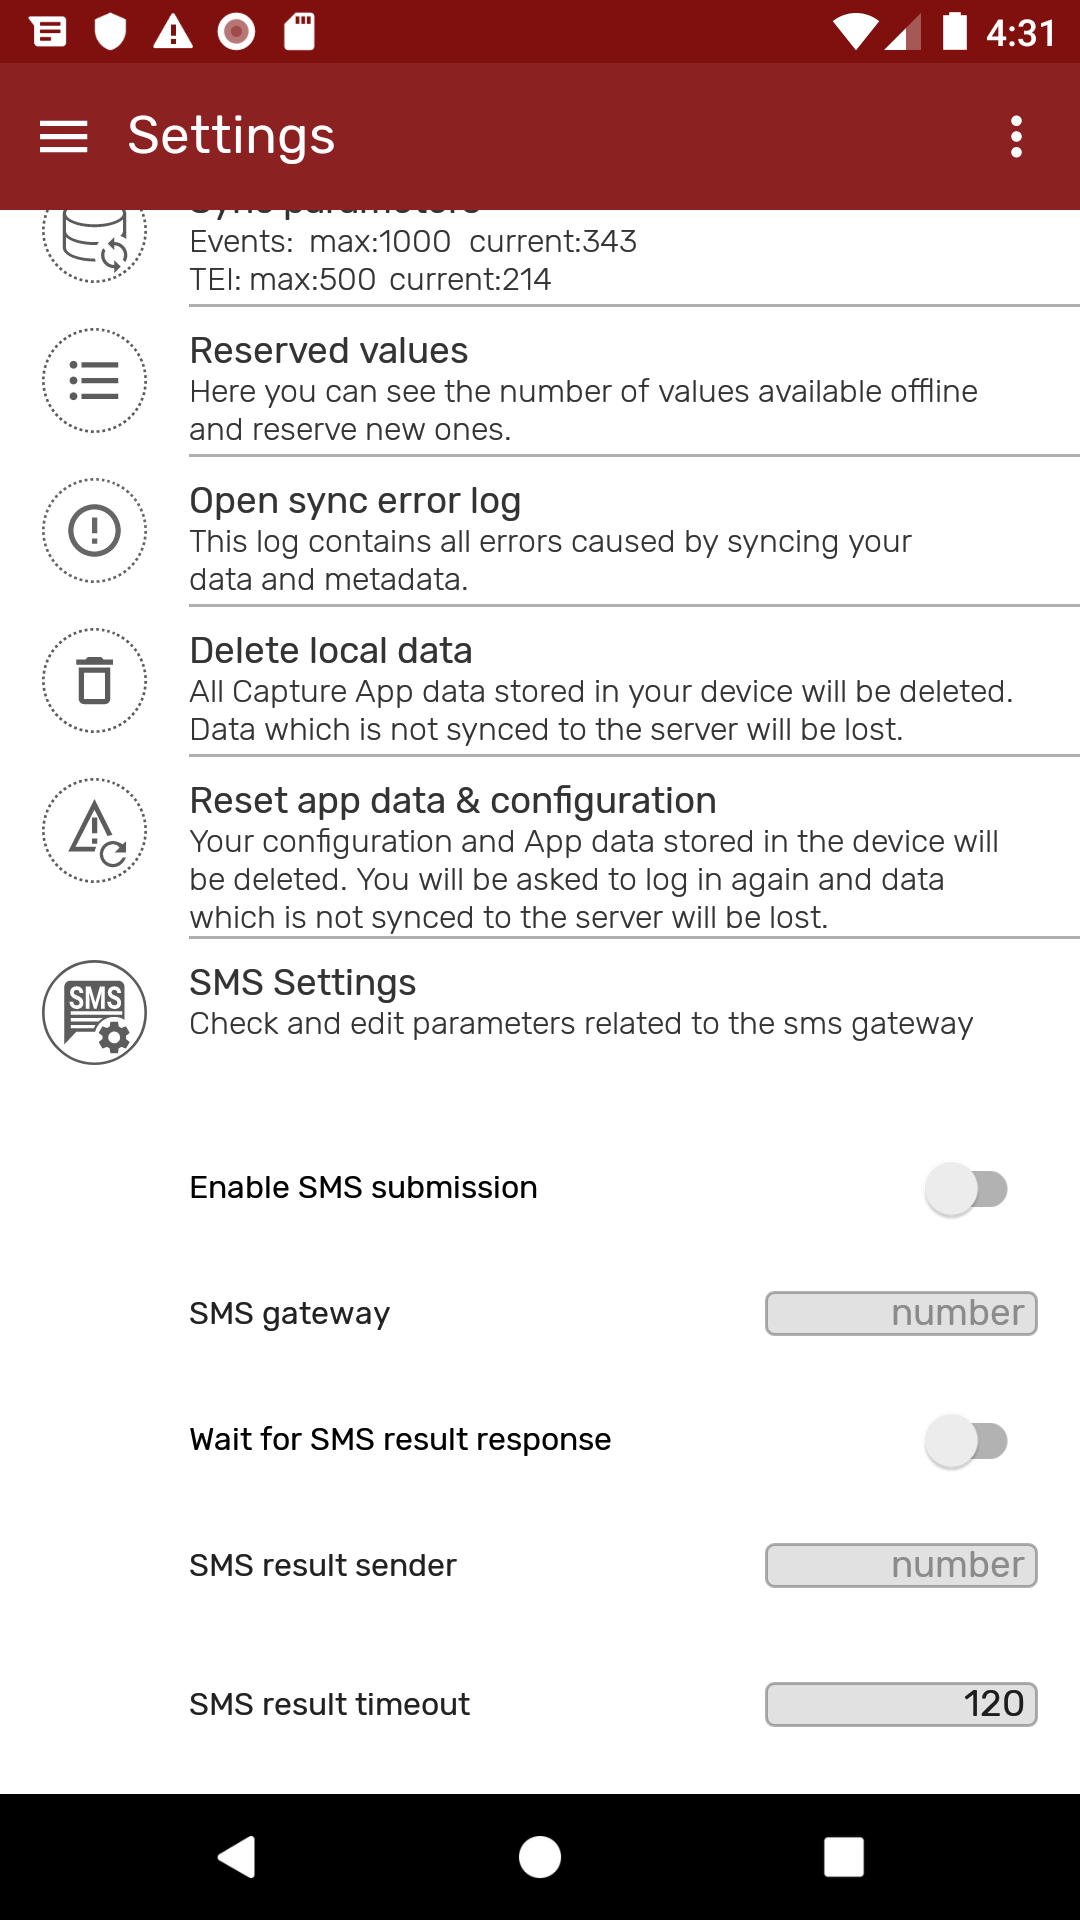 4:31
Settings
Sync parameters
Events:  max:1000  current:343
TEI: max:500  current:214
Reserved values
Here you can see the number of values available offline
and reserve new ones.
Open sync error log
This log contains all errors caused by syncing your
data and metadata.
Delete local data
All Capture App data stored in your device will be deleted.
Data which is not synced to the server will be lost.
Reset app data & configuration
Your configuration and App data stored in the device will
be deleted. You will be asked to log in again and data
which is not synced to the server will be lost.
SMS
SMS Settings
Check and edit parameters related to the sms gateway
Enable SMS submission
SMS gateway number
Wait for SMS result response
SMS result sender number
SMS result timeout 120